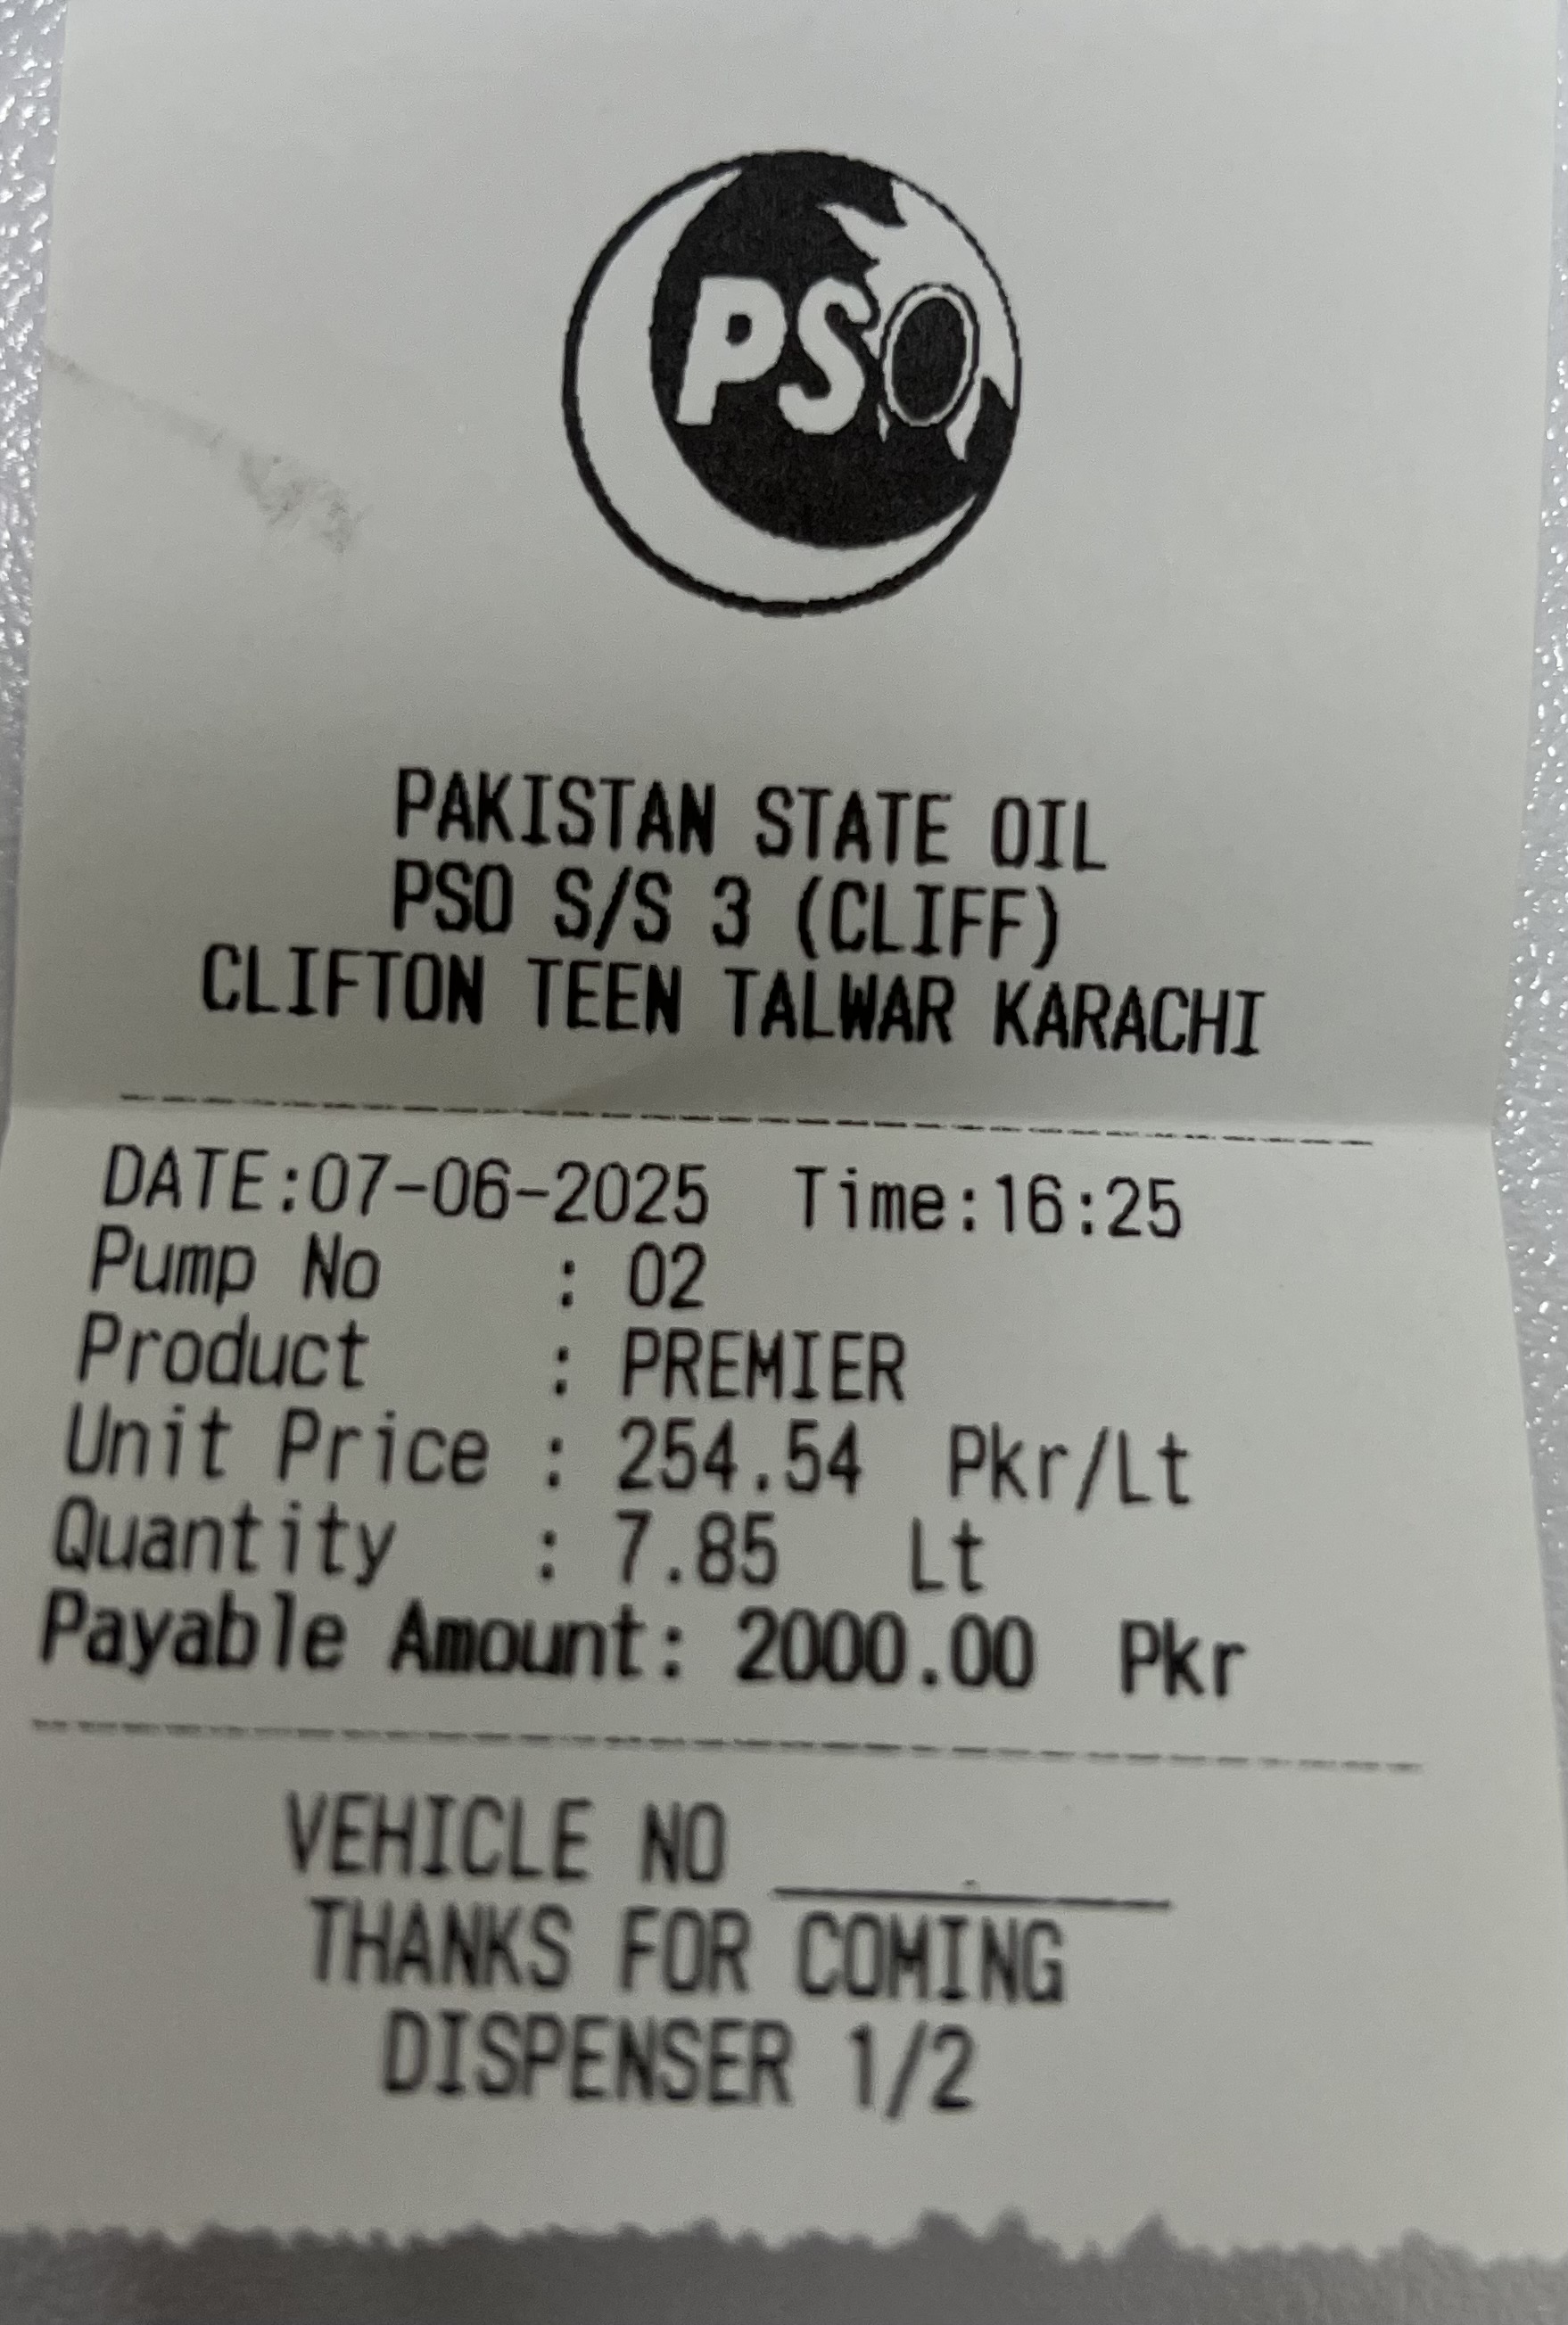 PSO
PAKISTAN STATE OIL
PSO S/S 3 (CLIFF)
CLIFTON TEEN TALWAR KARACHI
DATE:07-06-2025 Time:16:25
Pump No : 02
Product : PREMIER
Unit Price : 254.54 Pkr/Lt
Quantity : 7.85 Lt
Payable Amount: 2000.00 Pkr
VEHICLE NO __________
THANKS FOR COMING
DISPENSER 1/2